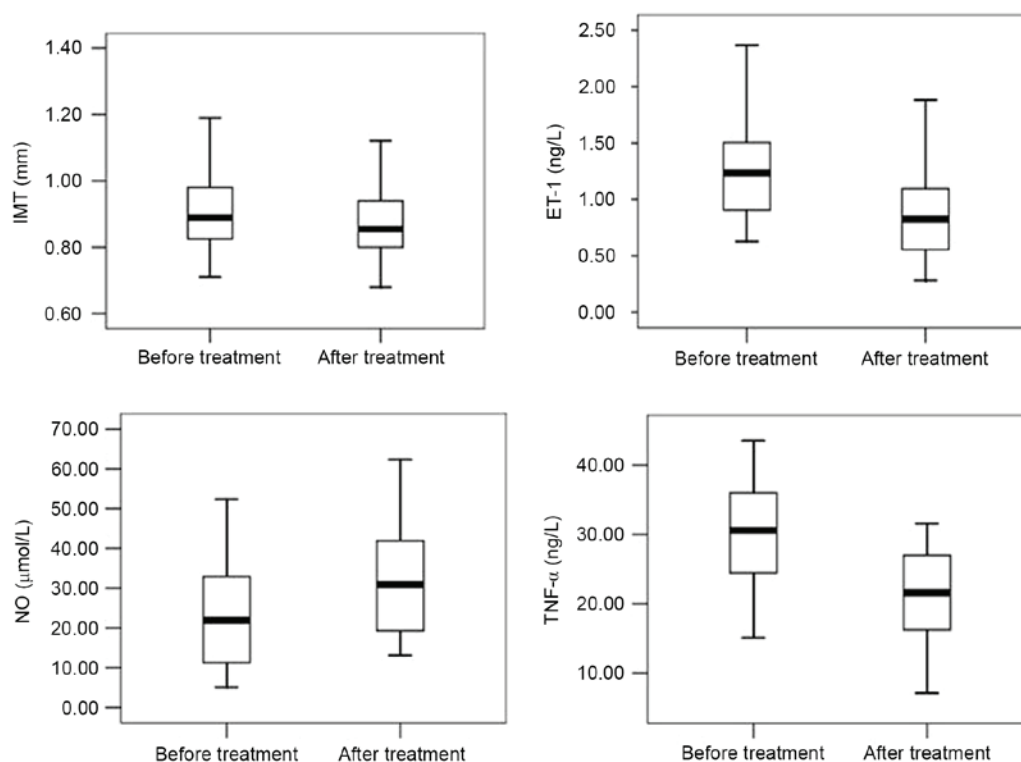 1.40
1.20
1.00
0.80
0.60
IMT (mm)
Before treatment
After treatment
2.50
2.00
1.50
1.00
0.50
0.00
ET-1 (ng/L)
Before treatment
After treatment
70.00
60.00
50.00
40.00
30.00
20.00
10.00
0.00
NO (μmol/L)
Before treatment
After treatment
40.00
30.00
20.00
10.00
TNF-α (ng/L)
Before treatment
After treatment